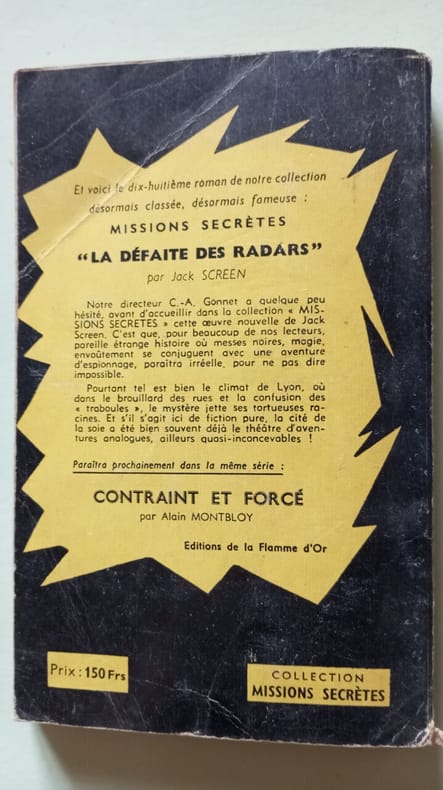 Et voici le dix-huitième roman de notre collection
désormais classée, désormais fameuse :
MISSIONS SECRÈTES
“LA DÉFAITE DES RADARS”
par Jack SCREEN
Notre directeur C.-A. Gonnet a quelque peu
hésité, avant d'accueillir dans la collection « MIS-
SIONS SECRETES » cette œuvre nouvelle de Jack
Screen. C'est que, pour beaucoup de nos lecteurs,
pareille étrange histoire où messes noires, magie,
envoûtement se conjuguent avec une aventure
d'espionnage, paraîtra irréelle, pour ne pas dire
impossible.
Pourtant tel est bien le climat de Lyon, où
dans le brouillard des rues et la confusion des
« traboules », le mystère jette ses tortueuses ra-
cines. Et s'il s'agit ici de fiction pure, la cité de
la soie a été bien souvent déjà le théâtre d'aven-
tures analogues, ailleurs quasi-inconcevables !
Paraîtra prochainement dans la même série :
CONTRAINT ET FORCÉ
par Alain MONTBLOY
Editions de la Flamme d'Or
Prix : 150 Frs
COLLECTION
MISSIONS SECRÈTES